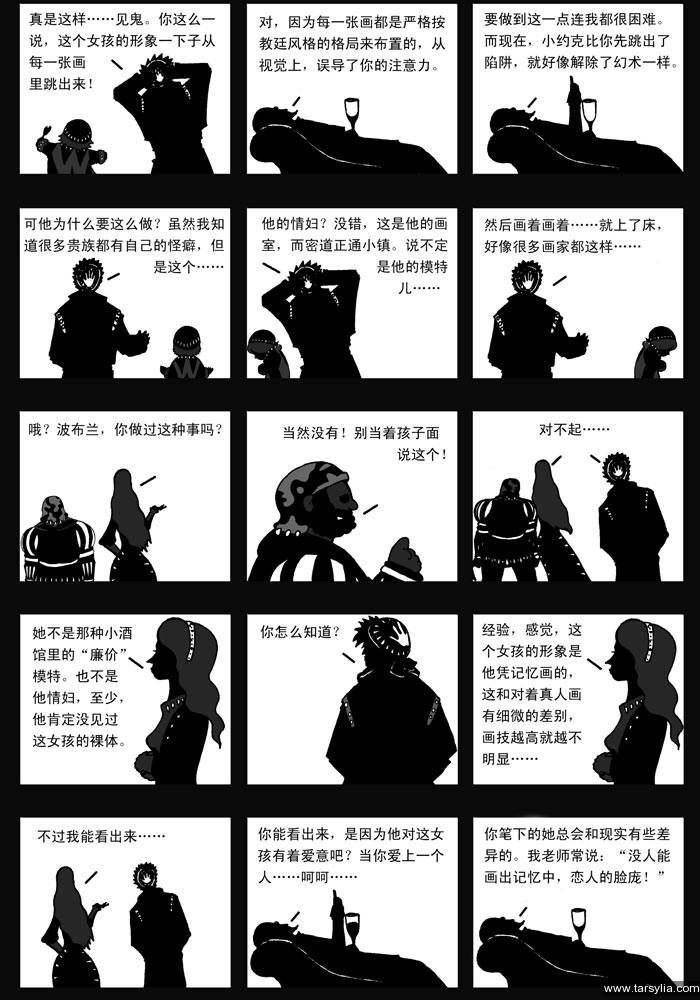 真是这样……见鬼。你这么一
说，这个女孩的形象一下子从
每一张画
里跳出来！
对，因为每一张画都是严格按
教廷风格的格局来布置的，从
视觉上，误导了你的注意力。
要做到这一点连我都很困难。
而现在，小约克比你先跳出了
陷阱，就好像解除了幻术一样。
可他为什么要这么做？虽然我知
道很多贵族都有自己的怪癖，但
是这个……
他的情妇？没错，这是他的画
室，而密道正通小镇。说不定
是他的模特
儿……
然后画着画着……就上了床，
好像很多画家都这样……
哦？波布兰，你做过这种事吗？
当然没有！别当着孩子面
说这个！
对不起……
她不是那种小酒
馆里的“廉价”
模特。也不是
他情妇，至少，
他肯定没见过
这女孩的裸体。
你怎么知道？
经验，感觉，这
个女孩的形象是
他凭记忆画的，
这和对着真人画
有细微的差别，
画技越高就越不
明显……
不过我能看出来……
你能看出来，是因为他对这女
孩有着爱意吧？当你爱上一个
人……呵呵……
你笔下的她总会和现实有些差
异的。我老师常说：“没人能
画出记忆中，恋人的脸庞！”
www.tarsylia.com